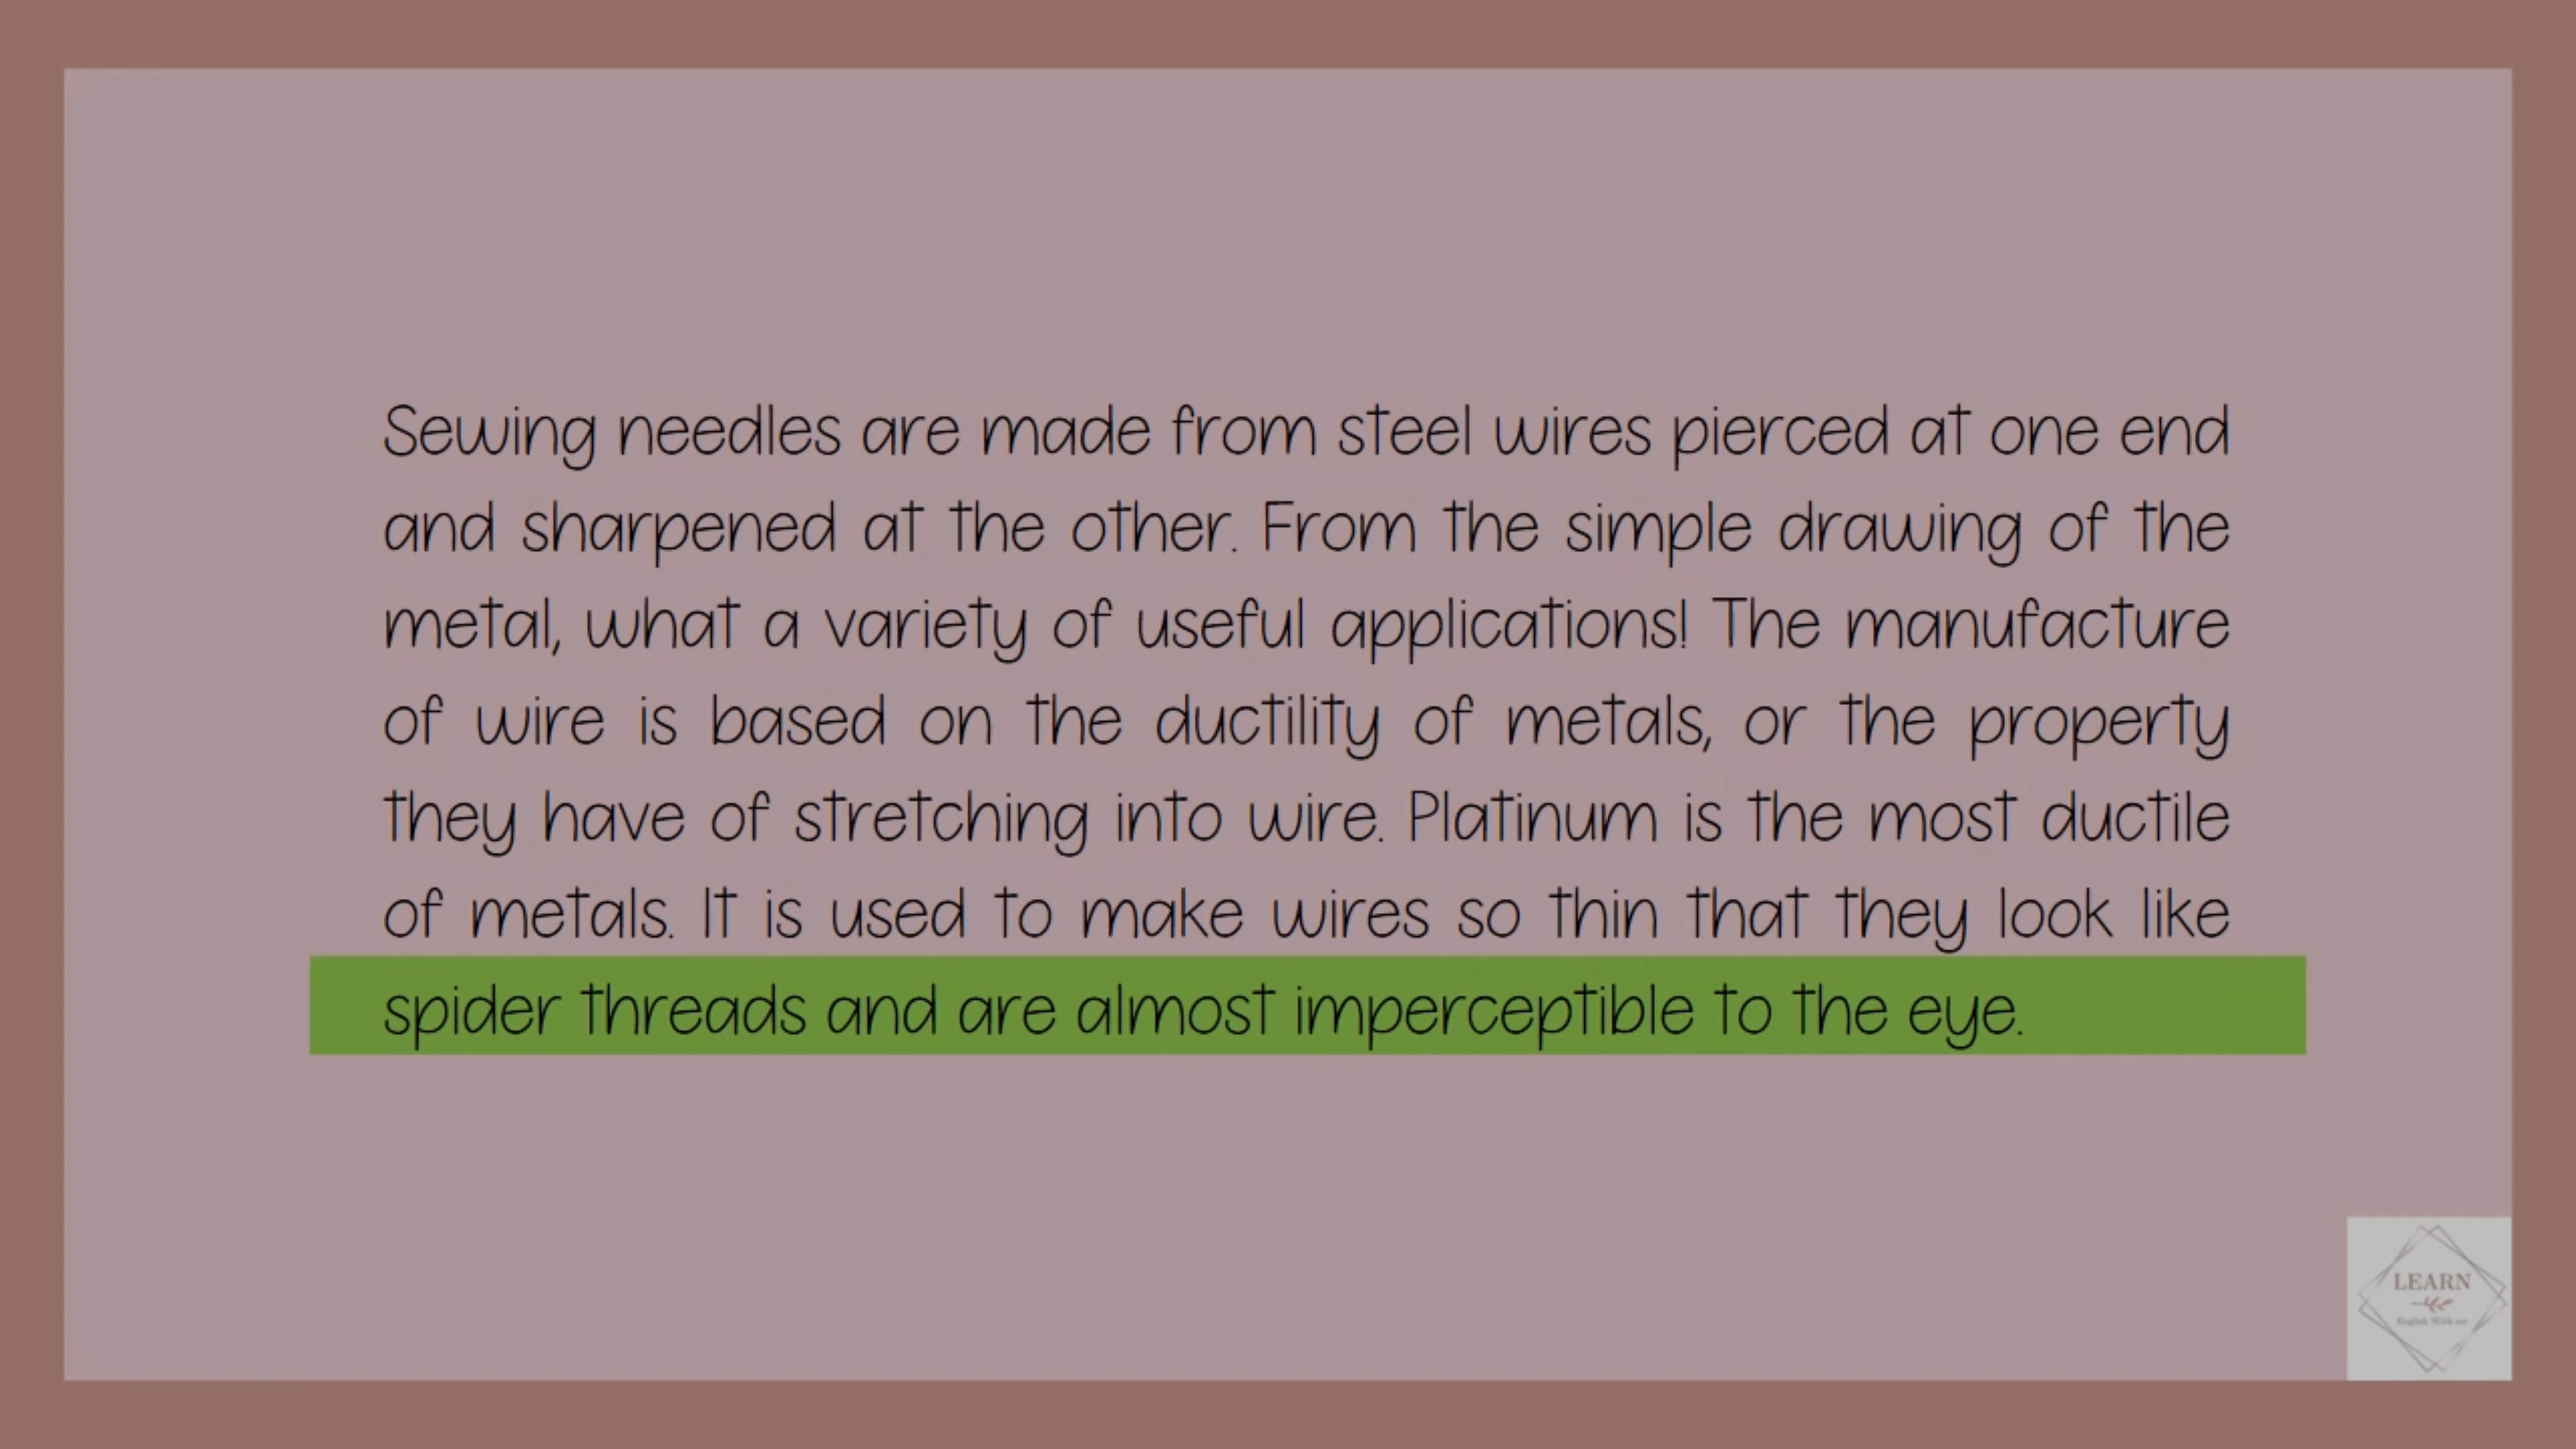 Sewing needles are made from steel wires pierced at one end
and sharpened at the other. From the simple drawing of the
metal, what a variety of useful applications! The manufacture
of wire is based on the ductility of metals, or the property
they have of stretching into wire. Platinum is the most ductile
of metals. It is used to make wires so thin that they look like
spider threads and are almost imperceptible to the eye.
LEARN
English With me